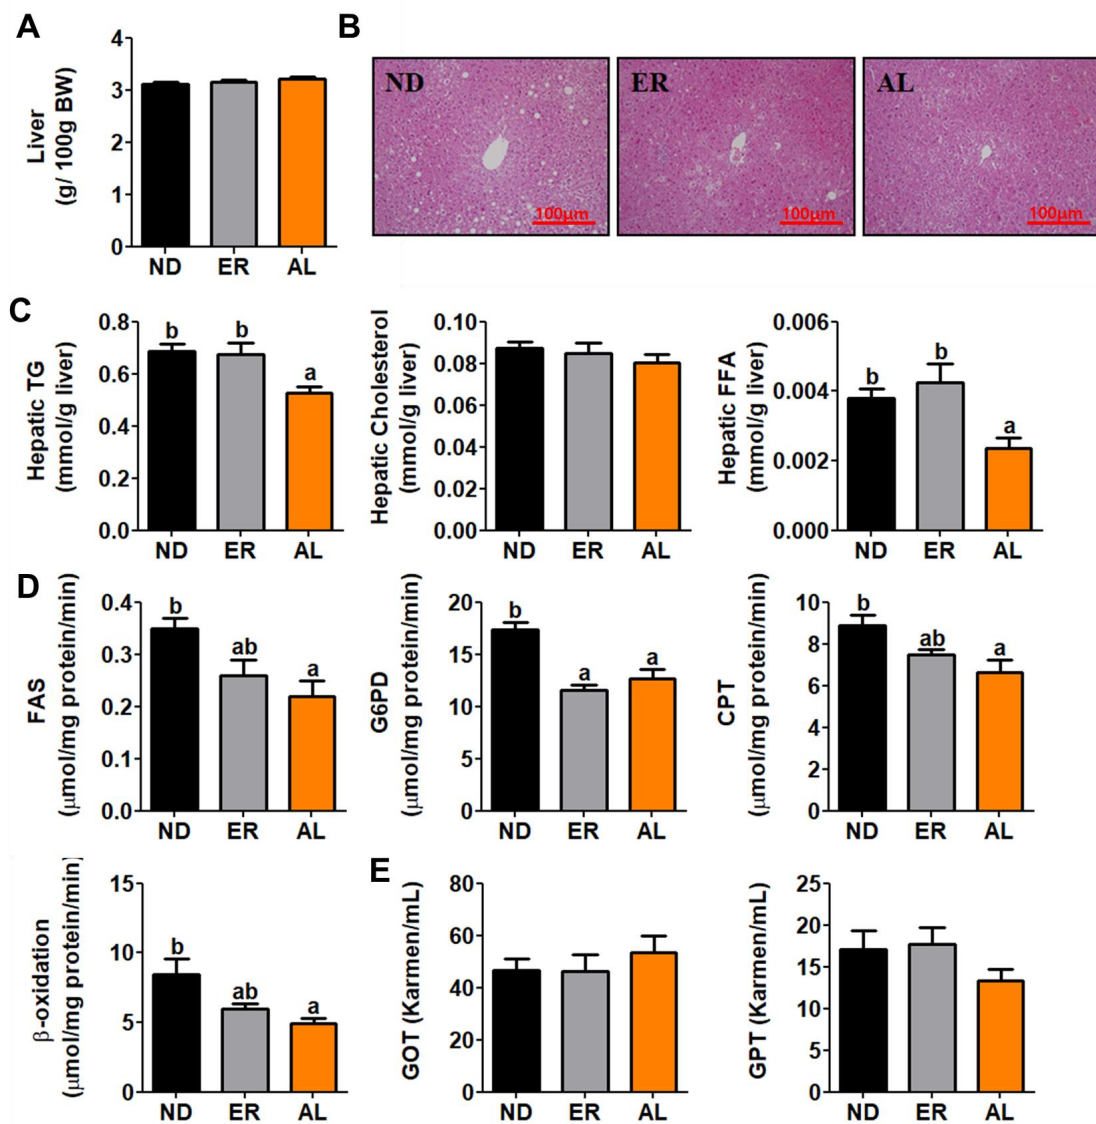 A
Liver
(g/ 100g BW)
4
3
2
1
0
ND ER AL
B
ND
100µm
ER
100µm
AL
100µm
C
Hepatic TG
(mmol/g liver)
0.8
0.6
0.4
0.2
0.0
b b a
ND ER AL
Hepatic Cholesterol
(mmol/g liver)
0.10
0.08
0.06
0.04
0.02
0.00
ND ER AL
Hepatic FFA
(mmol/g liver)
0.006
0.004
0.002
0.000
b b a
ND ER AL
D
FAS
(µmol/mg protein/min)
0.4
0.3
0.2
0.1
0.0
b ab a
ND ER AL
G6PD
(µmol/mg protein/min)
20
15
10
5
0
b a a
ND ER AL
CPT
(µmol/mg protein/min)
10
8
6
4
2
0
b ab a
ND ER AL
β-oxidation
(µmol/mg protein/min)
15
10
5
0
b ab a
ND ER AL
E
GOT (Karmen/mL)
80
60
40
20
0
ND ER AL
GPT (Karmen/mL)
25
20
15
10
5
0
ND ER AL